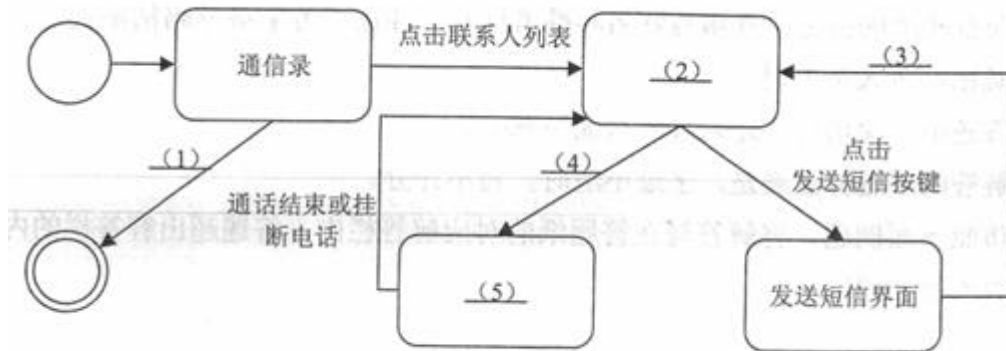 点击联系人列表
(3)
通信录
(2)
(1)
(4)
点击
发送短信按键
通话结束或挂
断电话
(5)
发送短信界面